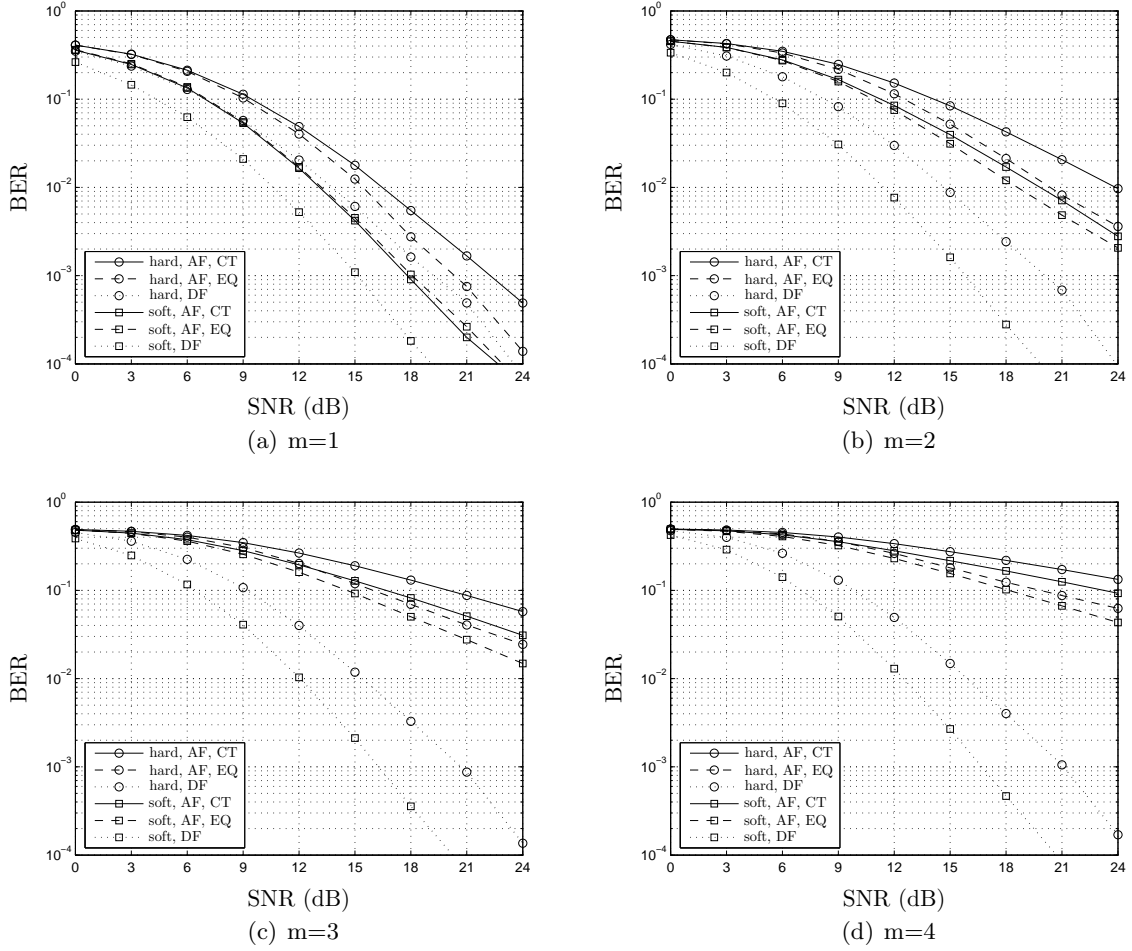 10^0
10^−1
10^−2
10^−3
10^−4
BER
hard, AF, CT
hard, AF, EQ
hard, DF
soft, AF, CT
soft, AF, EQ
soft, DF
0 3 6 9 12 15 18 21 24
SNR (dB)
(a) m=1
10^0
10^−1
10^−2
10^−3
10^−4
BER
hard, AF, CT
hard, AF, EQ
hard, DF
soft, AF, CT
soft, AF, EQ
soft, DF
0 3 6 9 12 15 18 21 24
SNR (dB)
(b) m=2
10^0
10^−1
10^−2
10^−3
10^−4
BER
hard, AF, CT
hard, AF, EQ
hard, DF
soft, AF, CT
soft, AF, EQ
soft, DF
0 3 6 9 12 15 18 21 24
SNR (dB)
(c) m=3
10^0
10^−1
10^−2
10^−3
10^−4
BER
hard, AF, CT
hard, AF, EQ
hard, DF
soft, AF, CT
soft, AF, EQ
soft, DF
0 3 6 9 12 15 18 21 24
SNR (dB)
(d) m=4